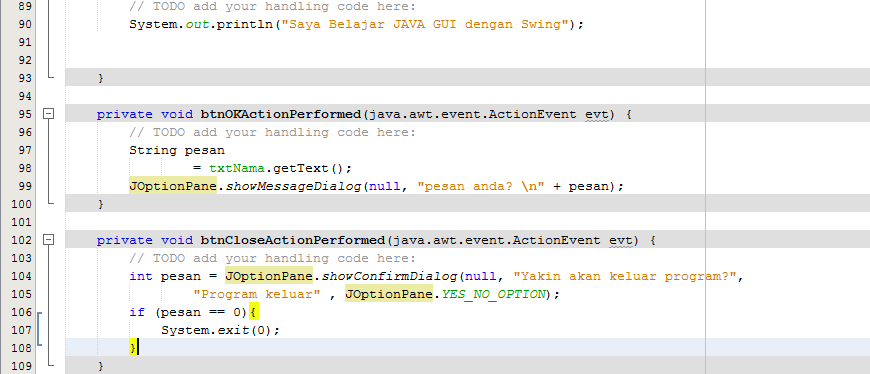 89 // TODO add your handling code here:
90 System.out.println("Saya Belajar JAVA GUI dengan Swing");
91
92
93 }
94
95 private void btnOKActionPerformed(java.awt.event.ActionEvent evt) {
96 // TODO add your handling code here:
97 String pesan
98 = txtNama.getText();
99 JOptionPane.showMessageDialog(null, "pesan anda? \n" + pesan);
100 }
101
102 private void btnCloseActionPerformed(java.awt.event.ActionEvent evt) {
103 // TODO add your handling code here:
104 int pesan = JOptionPane.showConfirmDialog(null, "Yakin akan keluar program?",
105 "Program keluar" , JOptionPane.YES_NO_OPTION);
106 if (pesan == 0){
107 System.exit(0);
108 }
109 }